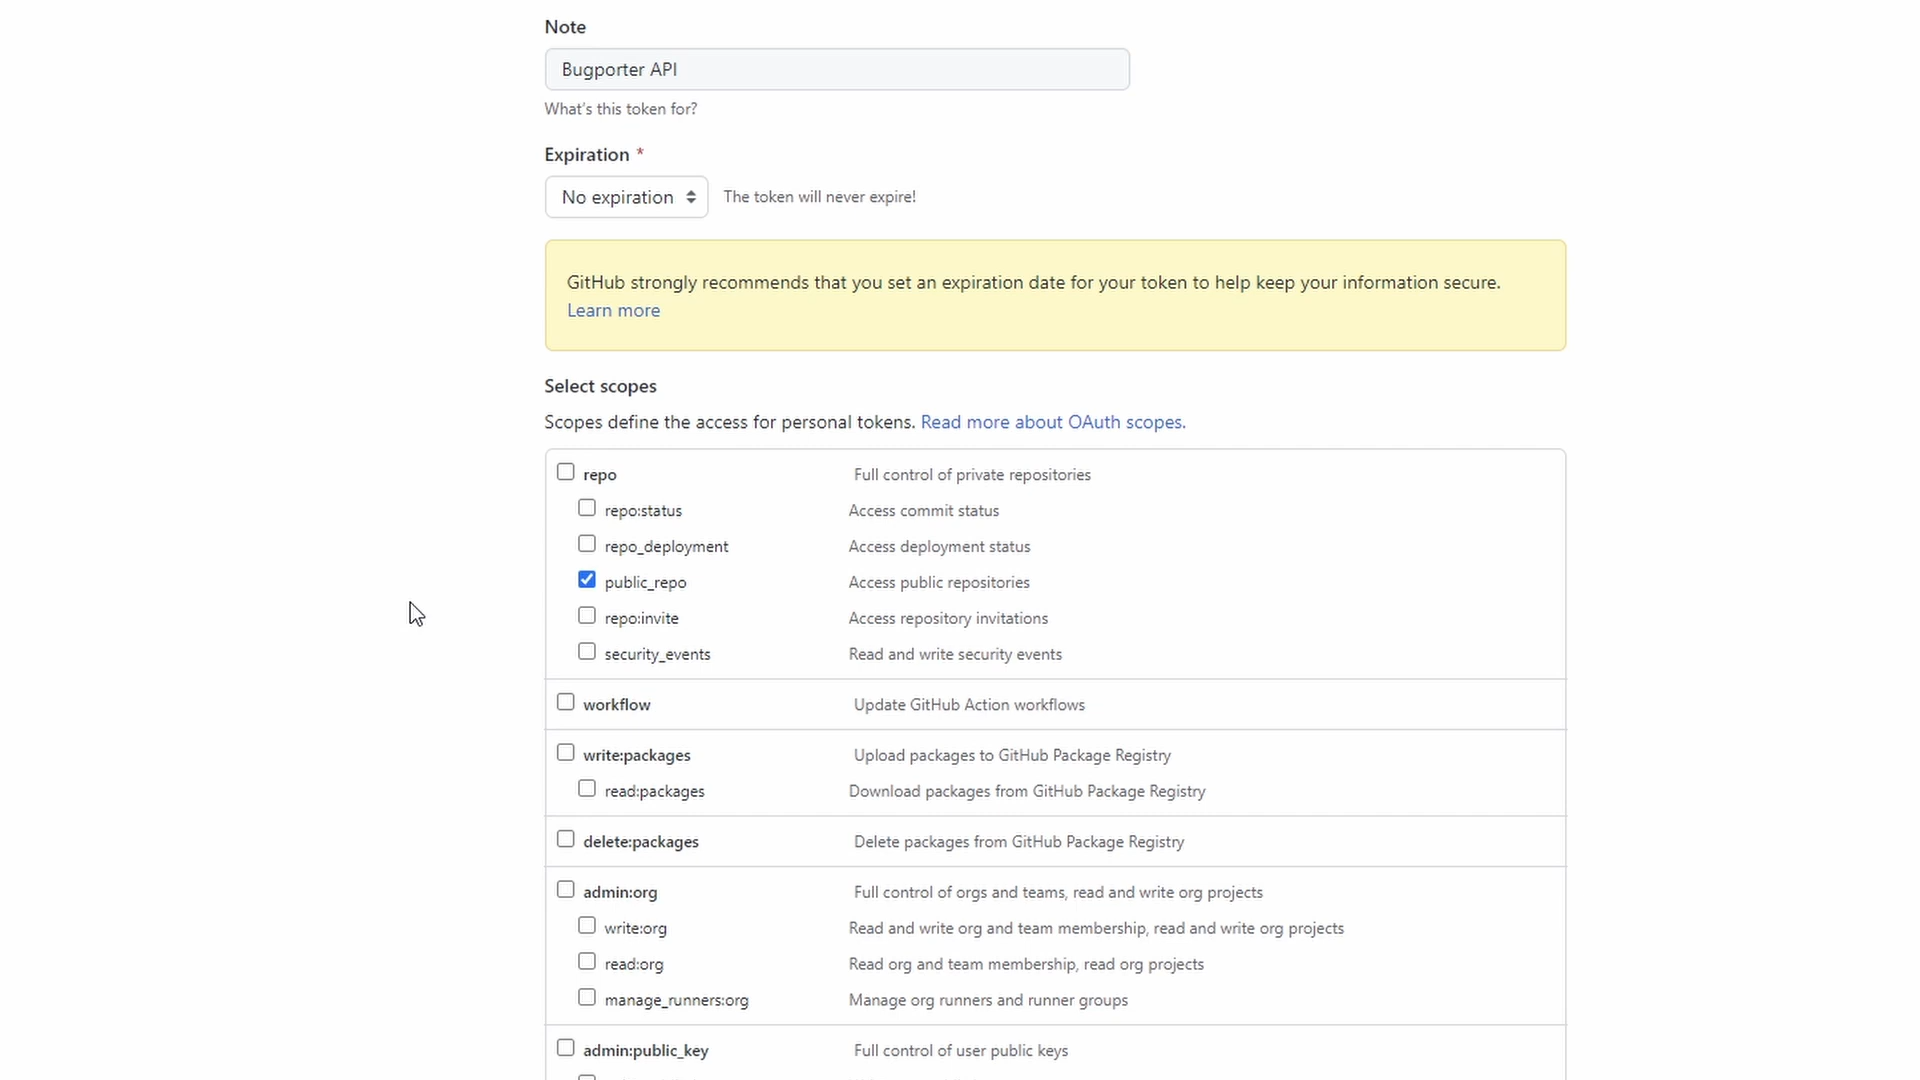 Note
Bugporter API
What's this token for?
Expiration *
No expiration The token will never expire!
GitHub strongly recommends that you set an expiration date for your token to help keep your information secure.
Learn more
Select scopes
Scopes define the access for personal tokens. Read more about OAuth scopes.
repo Full control of private repositories
repo:status Access commit status
repo_deployment Access deployment status
public_repo Access public repositories
repo:invite Access repository invitations
security_events Read and write security events
workflow Update GitHub Action workflows
write:packages Upload packages to GitHub Package Registry
read:packages Download packages from GitHub Package Registry
delete:packages Delete packages from GitHub Package Registry
admin:org Full control of orgs and teams, read and write org projects
write:org Read and write org and team membership, read and write org projects
read:org Read org and team membership, read org projects
manage_runners:org Manage org runners and runner groups
admin:public_key Full control of user public keys